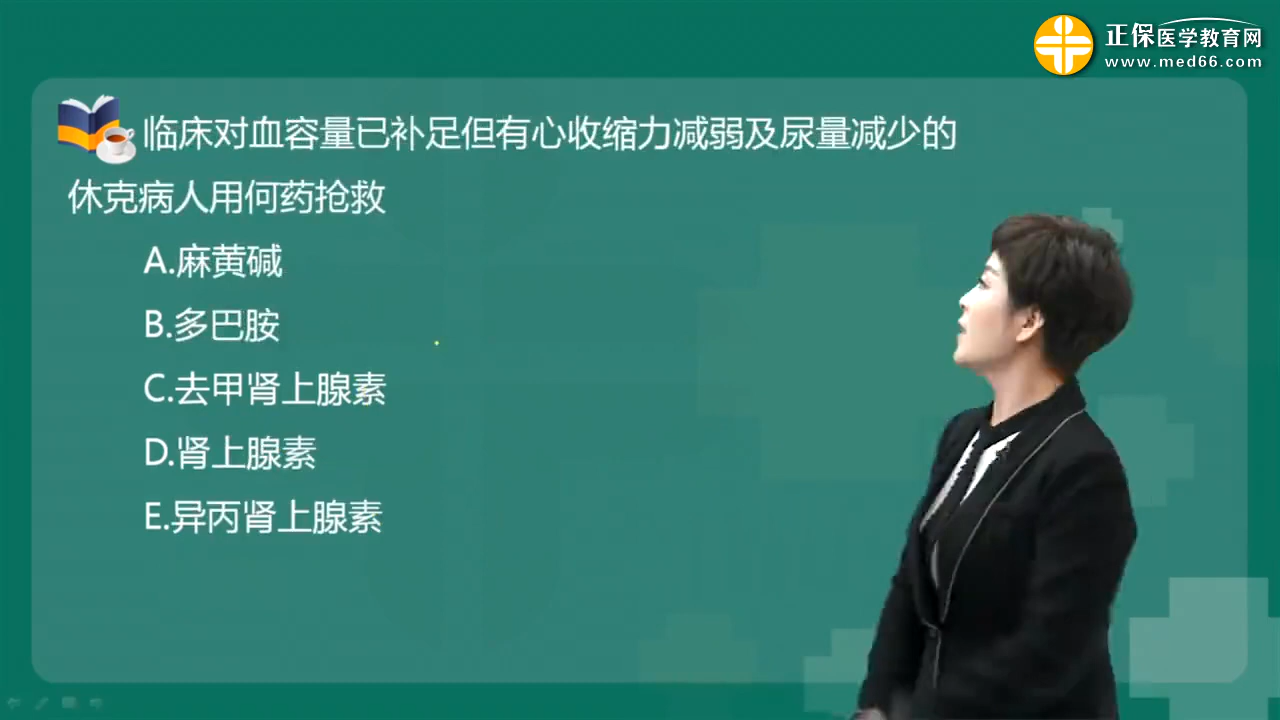 正保医学教育网
www.med66.com
临床对血容量已补足但有心收缩力减弱及尿量减少的
休克病人用何药抢救
A.麻黄碱
B.多巴胺
C.去甲肾上腺素
D.肾上腺素
E.异丙肾上腺素